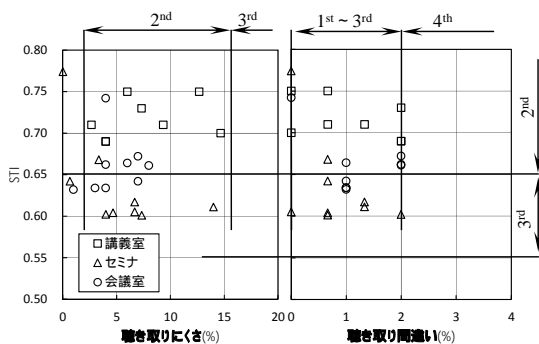 2nd
3rd
1st ~ 3rd
4th
0.80
0.75
0.70
0.65
0.60
0.55
0.50
STI
2nd
3rd
講義室
セミナ
会議室
0 5 10 15 20
0 1 2 3 4
聴き取りにくさ(%)
聴き取り間違い(%)